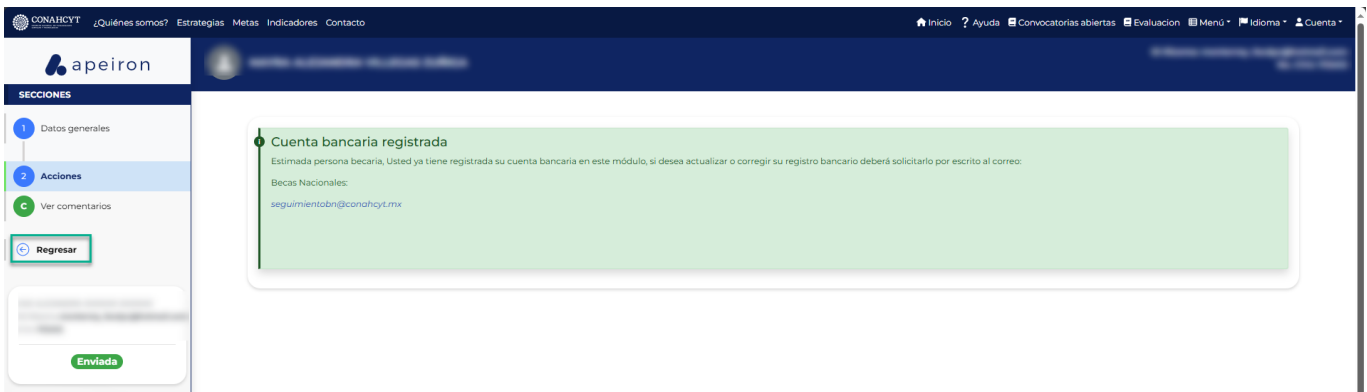 CONAHCYT ¿Quiénes somos? Estrategias Metas Indicadores Contacto
Inicio ? Ayuda Convocatorias abiertas Evaluacion Menú Idioma Cuenta
apeiron
SECCIONES
1 Datos generales
2 Acciones
C Ver comentarios
Regresar
Enviada
Cuenta bancaria registrada
Estimada persona becaria, Usted ya tiene registrada su cuenta bancaria en este módulo, si desea actualizar o corregir su registro bancario deberá solicitarlo por escrito al correo:
Becas Nacionales:
seguimientobn@conahcyt.mx